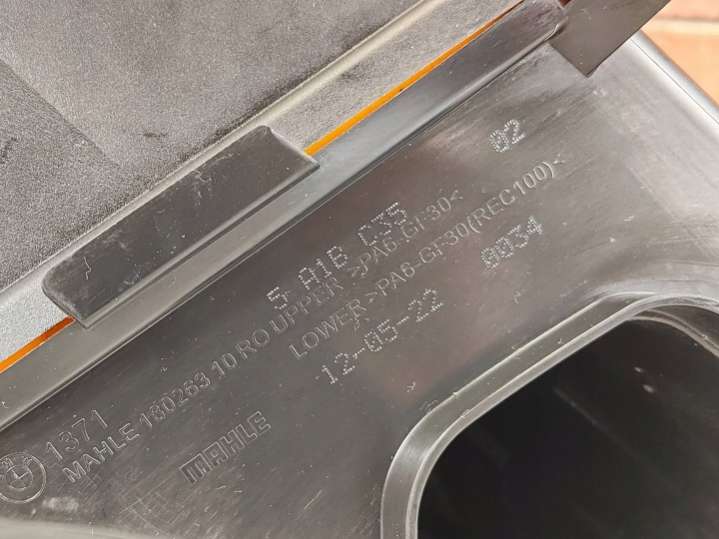 02
5 A1B C35
MAHLE 180263 10 RO UPPER >PA6-GF30<
LOWER >PA6-GF30(REC100)<
12-05-22 0034
1371
MAHLE